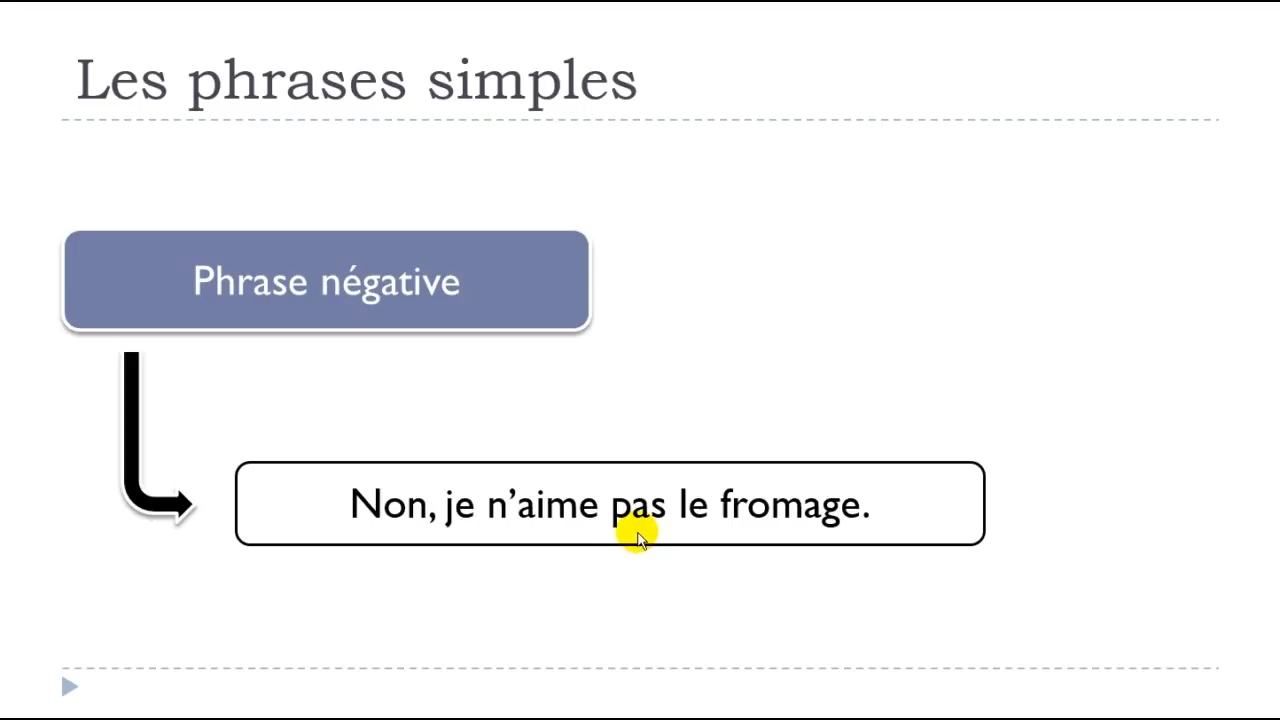 Les phrases simples
Phrase négative
Non, je n’aime pas le fromage.